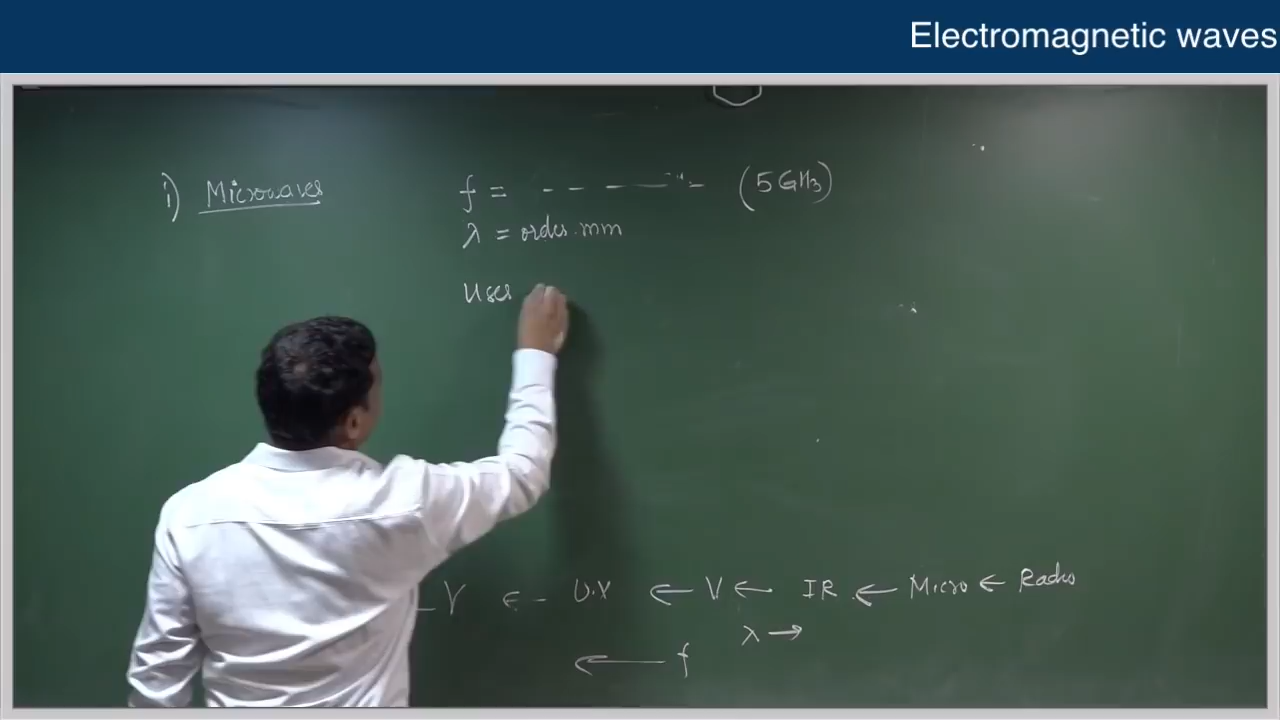 Electromagnetic waves
i) Microwaves f = - - —— - (5 GHz)
λ = order. mm
Uses
γ ← - U.V ← V ← IR ← Micro ← Radio
λ →
← f